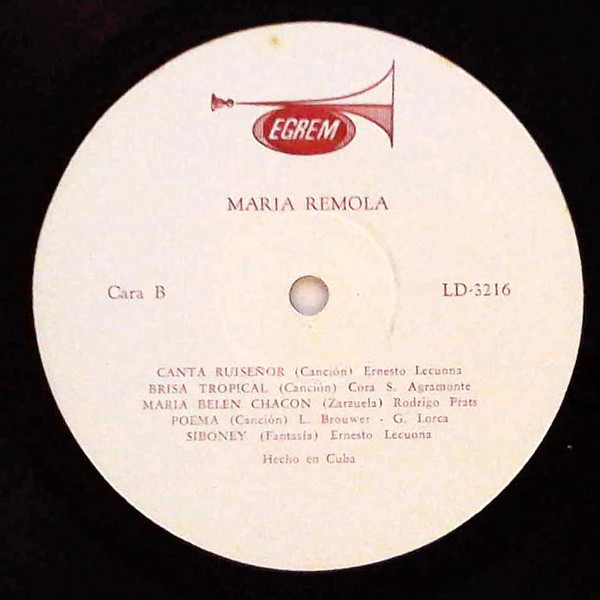 EGREM
MARIA REMOLA
Cara B
LD-3216
CANTA RUISEÑOR (Canción) Ernesto Lecuona
BRISA TROPICAL (Canción) Cora S. Agramonte
MARIA BELEN CHACON (Zarzuela) Rodrigo Prats
POEMA (Canción) L. Brouwer - G. Lorca
SIBONEY (Fantasía) Ernesto Lecuona
Hecho en Cuba